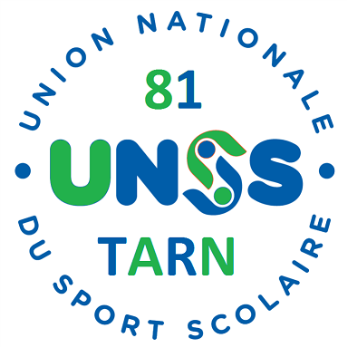 UNION NATIONALE
81
UNSS
TARN
DU SPORT SCOLAIRE